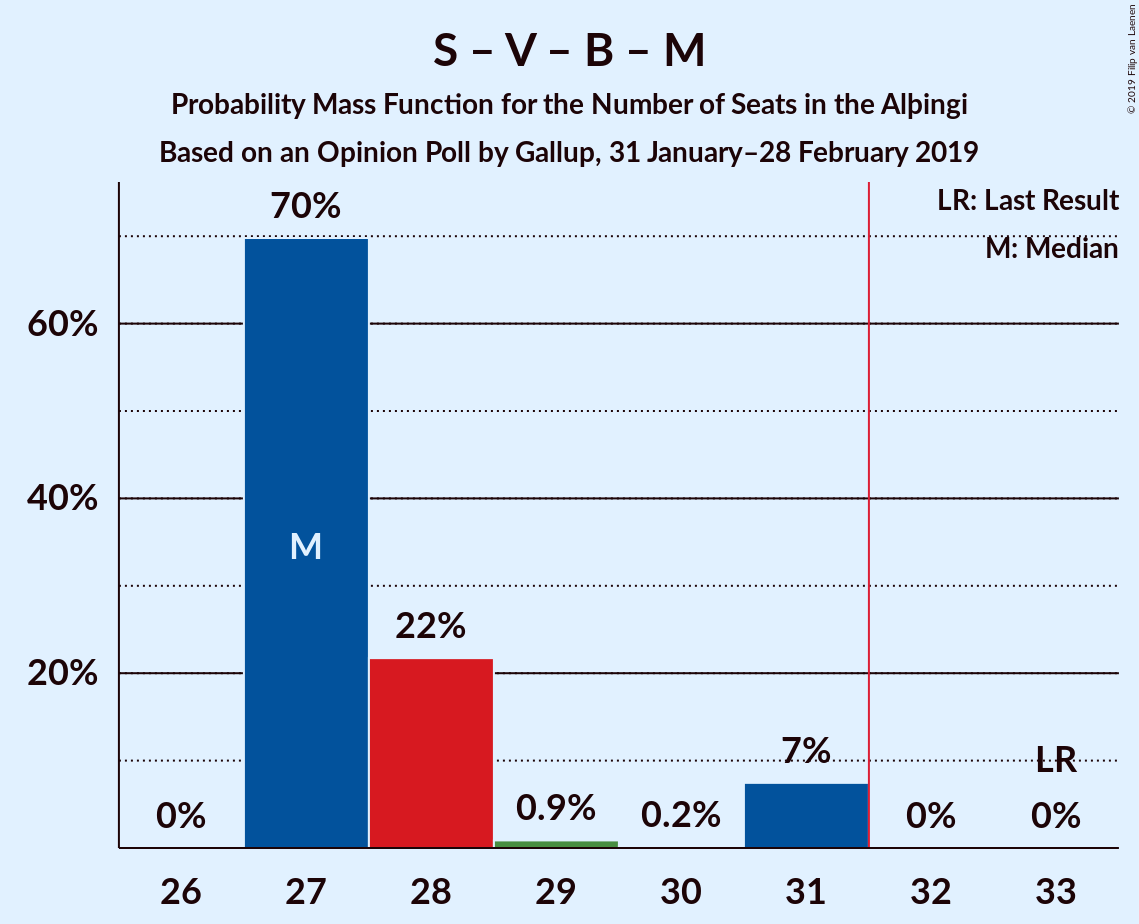 S – V – B – M
Probability Mass Function for the Number of Seats in the Alþingi
Based on an Opinion Poll by Gallup, 31 January–28 February 2019
© 2019 Filip van Laenen
LR: Last Result
M: Median
70%
60%
40%
20%
M
22%
0%
0.9%
0.2%
7%
0%
LR
0%
26 27 28 29 30 31 32 33